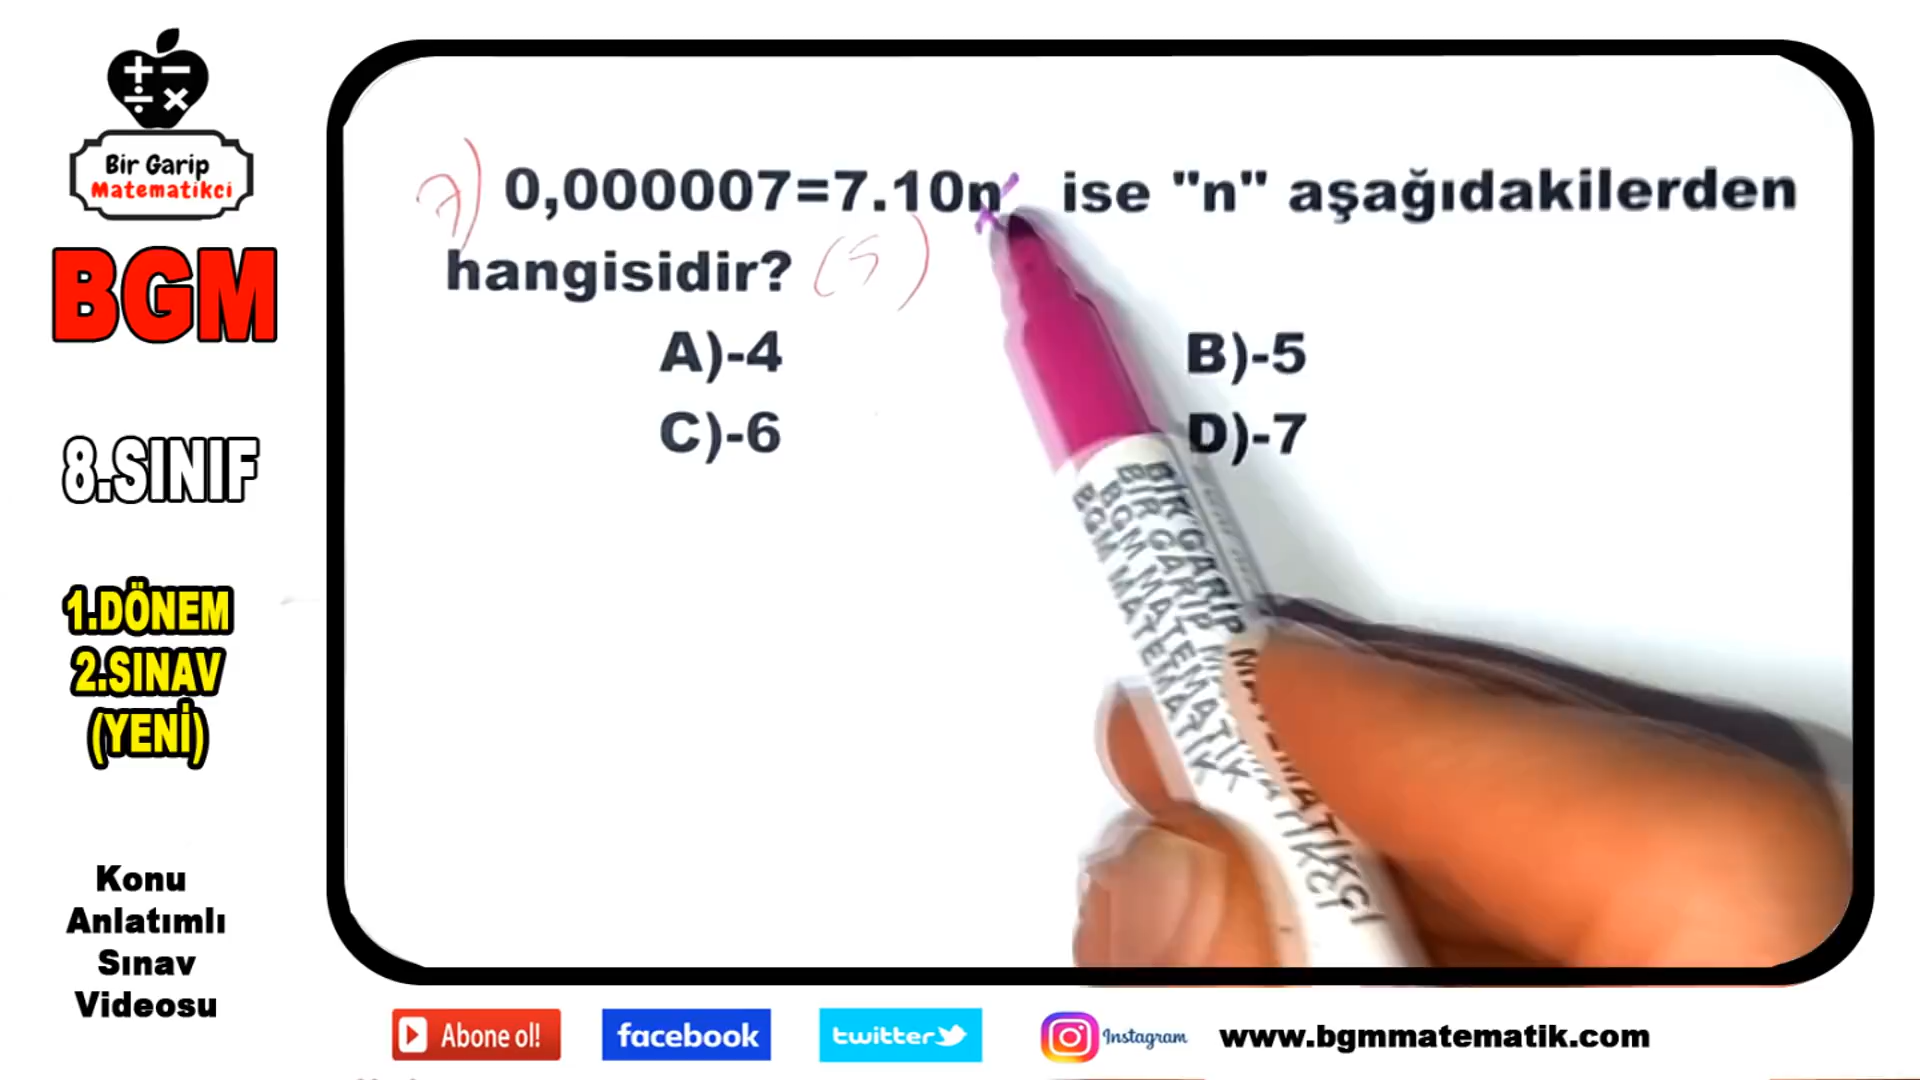 Bir Garip
Matematikci
BGM
8.SINIF
1.DÖNEM
2.SINAV
(YENİ)
Konu
Anlatımlı
Sınav
Videosu
7) 0,000007=7.10n ise "n" aşağıdakilerden
hangisidir? (5)
A)-4 B)-5
C)-6 D)-7
BİR GARİP MATEMATİKCİ
BGM MATEMATİK
Abone ol!
facebook
twitter
Instagram
www.bgmmatematik.com